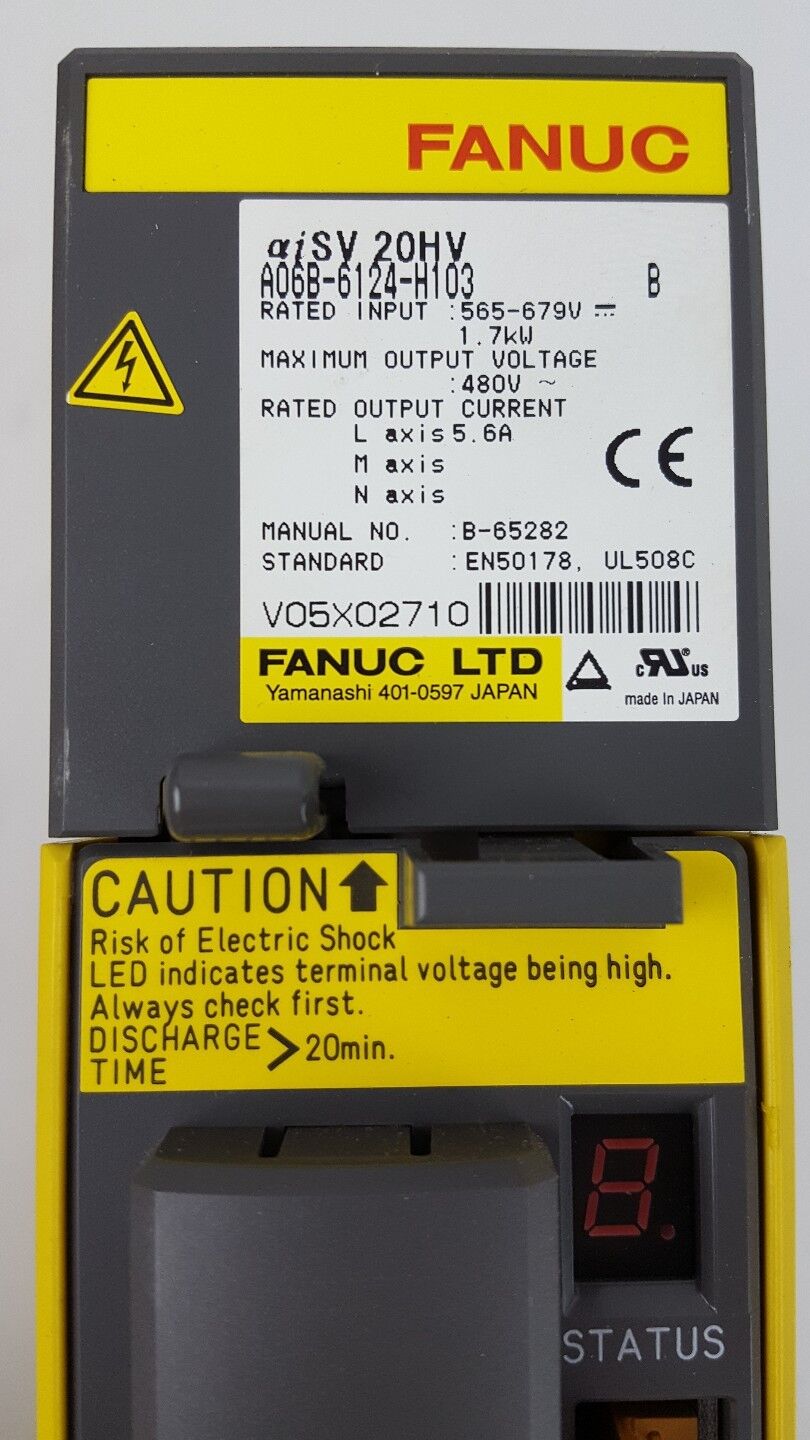 FANUC
αiSV 20HV
A06B-6124-H103 B
RATED INPUT :565-679V ⎓
1.7kW
MAXIMUM OUTPUT VOLTAGE
:480V ~
RATED OUTPUT CURRENT
L axis 5.6A
M axis
N axis
CE
MANUAL NO. :B-65282
STANDARD :EN50178, UL508C
V05X02710
FANUC LTD
Yamanashi 401-0597 JAPAN
c RU ® US
made In JAPAN
CAUTION
Risk of Electric Shock
LED indicates terminal voltage being high.
Always check first.
DISCHARGE TIME > 20min.
8.
STATUS